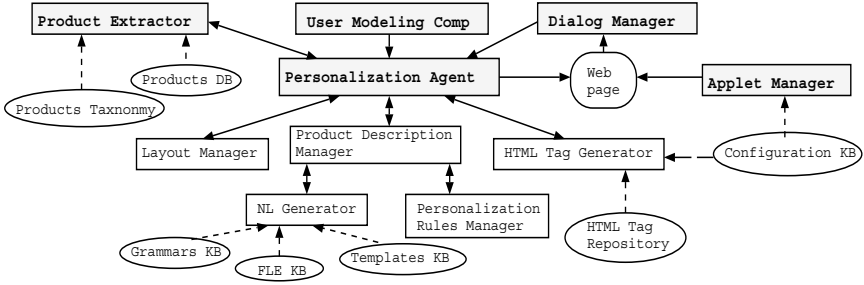 Product Extractor
User Modeling Comp
Dialog Manager
Personalization Agent
Web
page
Applet Manager
Products DB
Products Taxnonmy
Layout Manager
Product Description
Manager
HTML Tag Generator
Configuration KB
NL Generator
Personalization
Rules Manager
HTML Tag
Repository
Grammars KB
FLE KB
Templates KB